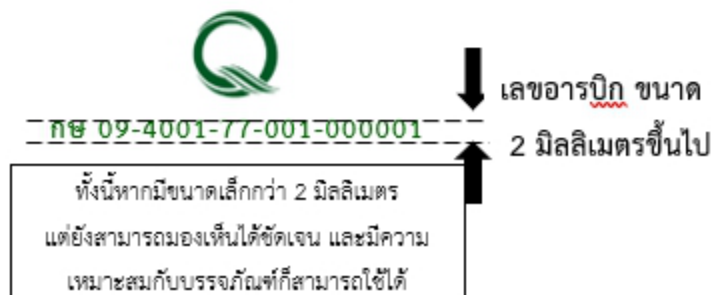 Q
เลขอารบิก ขนาด
กษ 09-4001-77-001-000001
2 มิลลิเมตรขึ้นไป
ทั้งนี้หากมีขนาดเล็กกว่า 2 มิลลิเมตร
แต่ยังสามารถมองเห็นได้ชัดเจน และมีความ
เหมาะสมกับบรรจุภัณฑ์ก็สามารถใช้ได้